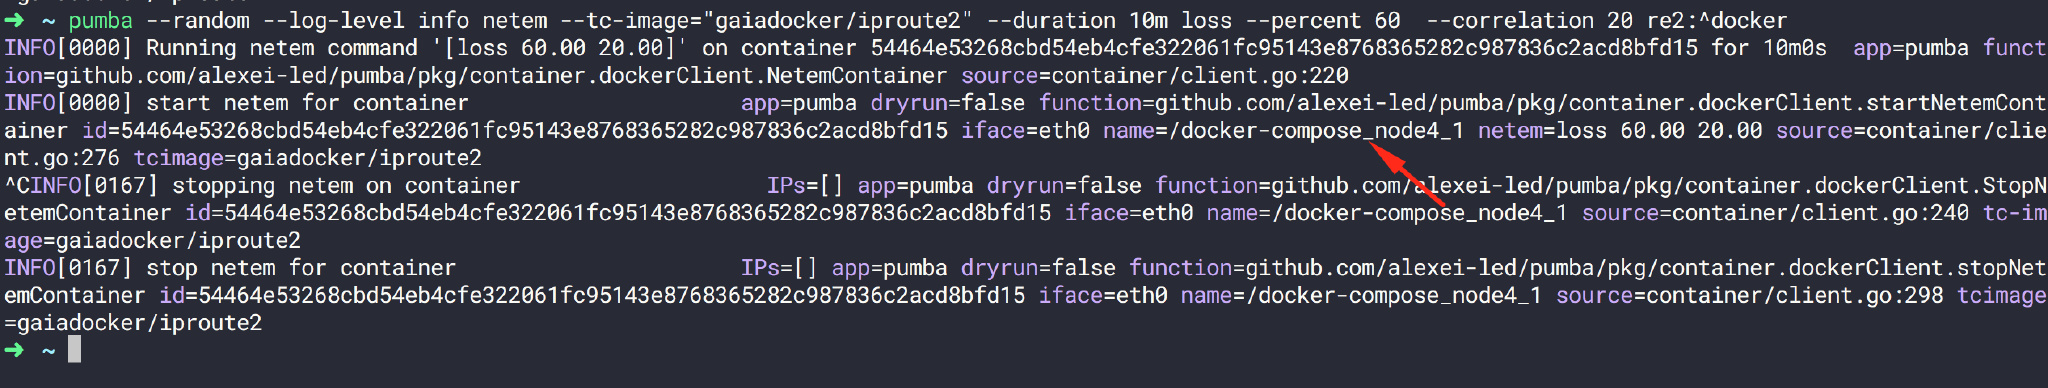 ➜ ~ pumba --random --log-level info netem --tc-image="gaiadocker/iproute2" --duration 10m loss --percent 60  --correlation 20 re2:^docker
INFO[0000] Running netem command '[loss 60.00 20.00]' on container 54464e53268cbd54eb4cfe322061fc95143e8768365282c987836c2acd8bfd15 for 10m0s  app=pumba funct
ion=github.com/alexei-led/pumba/pkg/container.dockerClient.NetemContainer source=container/client.go:220
INFO[0000] start netem for container                     app=pumba dryrun=false function=github.com/alexei-led/pumba/pkg/container.dockerClient.startNetemCont
ainer id=54464e53268cbd54eb4cfe322061fc95143e8768365282c987836c2acd8bfd15 iface=eth0 name=/docker-compose_node4_1 netem=loss 60.00 20.00 source=container/clie
nt.go:276 tcimage=gaiadocker/iproute2
^CINFO[0167] stopping netem on container                   IPs=[] app=pumba dryrun=false function=github.com/alexei-led/pumba/pkg/container.dockerClient.StopN
etemContainer id=54464e53268cbd54eb4cfe322061fc95143e8768365282c987836c2acd8bfd15 iface=eth0 name=/docker-compose_node4_1 source=container/client.go:240 tc-im
age=gaiadocker/iproute2
INFO[0167] stop netem for container                      IPs=[] app=pumba dryrun=false function=github.com/alexei-led/pumba/pkg/container.dockerClient.stopNet
emContainer id=54464e53268cbd54eb4cfe322061fc95143e8768365282c987836c2acd8bfd15 iface=eth0 name=/docker-compose_node4_1 source=container/client.go:298 tcimage
=gaiadocker/iproute2
➜ ~